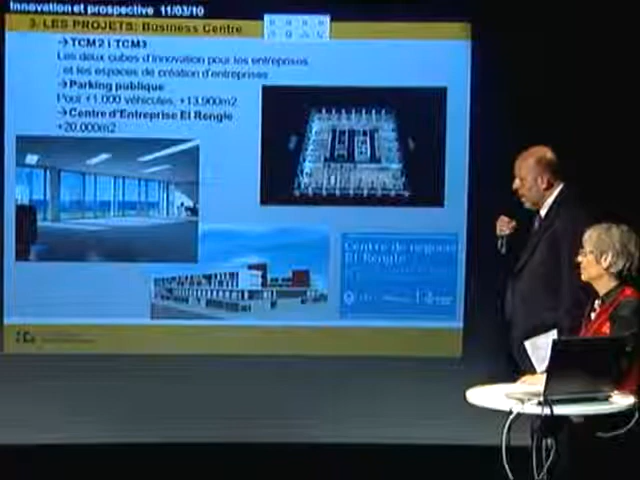 Innovation et prospective 11/03/10
3. LES PROJETS: Business Centre
→TCM2 i TCM3
Les deux cubes d'innovation pour les entreprises
et les espaces de création d'entreprises
→Parking publique
Pour +1.000 véhicules, +13.900m2
→Centre d'Entreprise El Rengle
+20.000m2
Centre de negocis
El Rengle